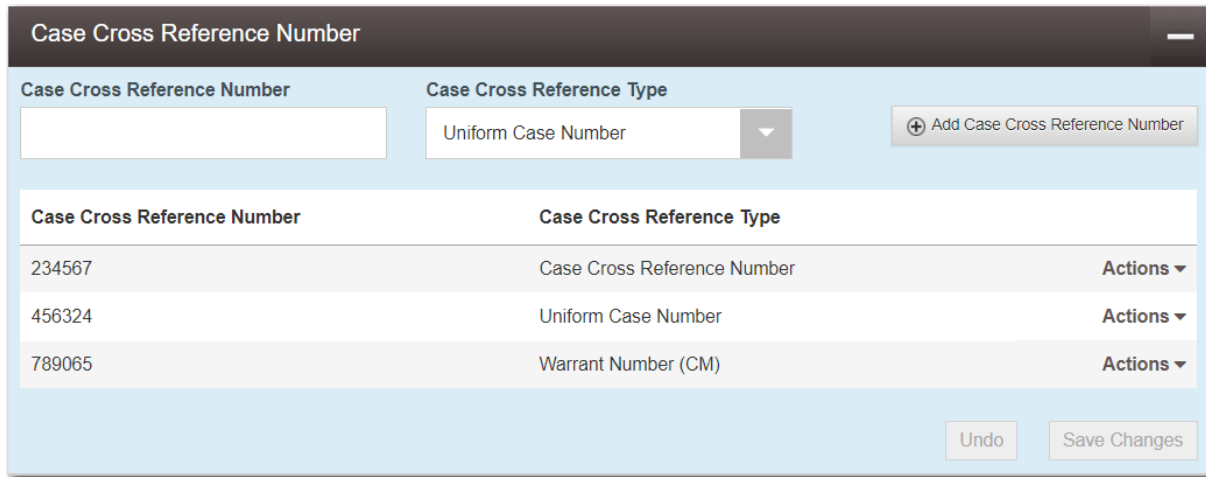 Case Cross Reference Number
Case Cross Reference Number Case Cross Reference Type
Uniform Case Number Add Case Cross Reference Number
Case Cross Reference Number Case Cross Reference Type
234567 Case Cross Reference Number Actions
456324 Uniform Case Number Actions
789065 Warrant Number (CM) Actions
Undo Save Changes